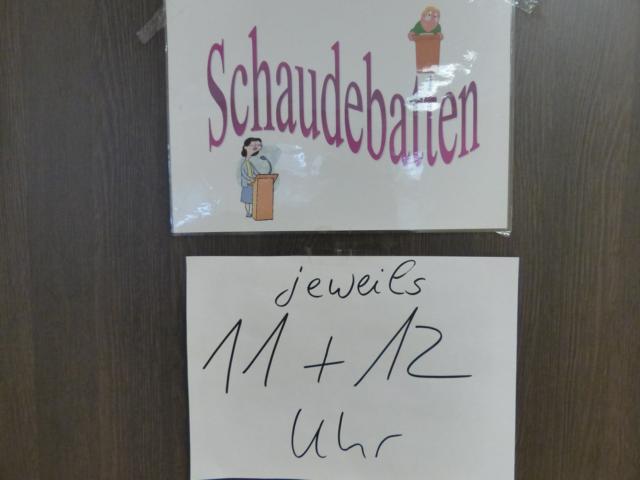 Schaudebatten
jeweils
11 + 12
Uhr